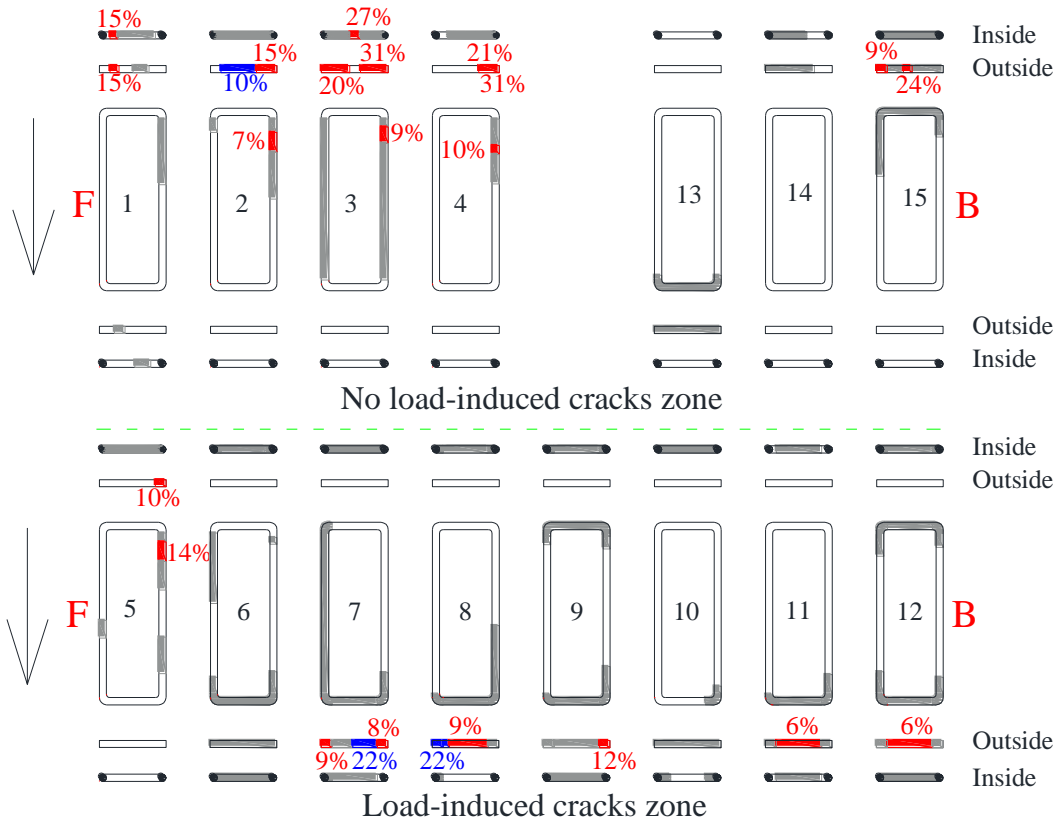 15% 27% Inside
15% 31% 21% 9% Outside
15% 10% 20% 31% 24%
7% 9% 10%
F 1 2 3 4 13 14 15 B
Outside
Inside
No load-induced cracks zone
Inside
Outside
10%
14%
F 5 6 7 8 9 10 11 12 B
8% 9% 6% 6%
Outside
9% 22% 22% 12%
Inside
Load-induced cracks zone